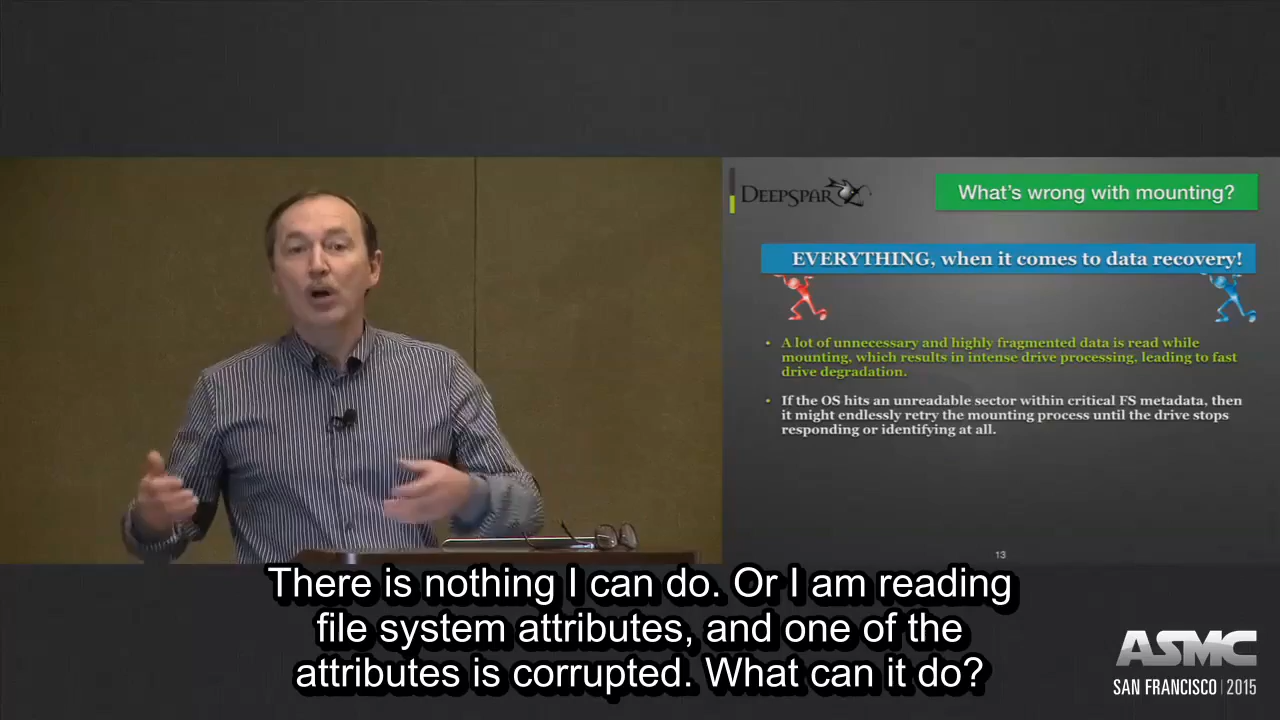 DEEPSPAR
What's wrong with mounting?
EVERYTHING, when it comes to data recovery!
• A lot of unnecessary and highly fragmented data is read while
mounting, which results in intense drive processing, leading to fast
drive degradation.
• If the OS hits an unreadable sector within critical FS metadata, then
it might endlessly retry the mounting process until the drive stops
responding or identifying at all.
13
There is nothing I can do. Or I am reading
file system attributes, and one of the
attributes is corrupted. What can it do?
ASMC
SAN FRANCISCO | 2015